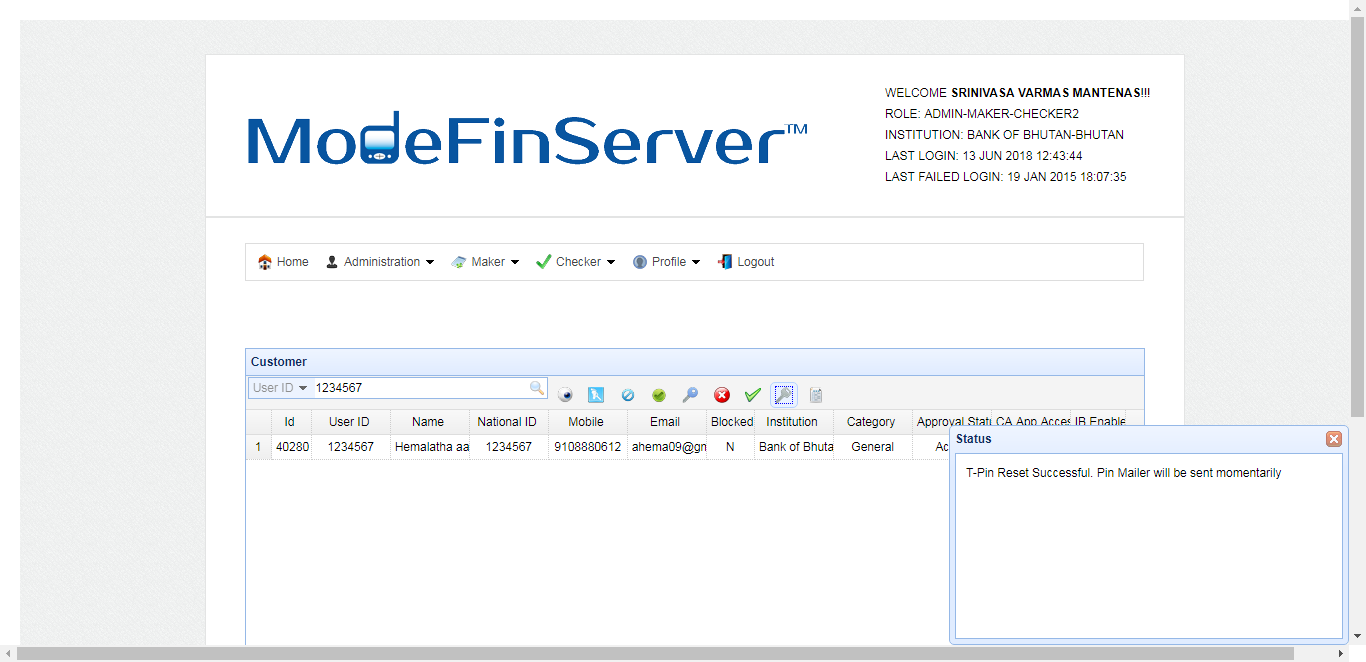 WELCOME SRINIVASA VARMAS MANTENAS!!!
ROLE: ADMIN-MAKER-CHECKER2
INSTITUTION: BANK OF BHUTAN-BHUTAN
LAST LOGIN: 13 JUN 2018 12:43:44
LAST FAILED LOGIN: 19 JAN 2015 18:07:35
ModeFinServer™
Home Administration Maker Checker Profile Logout
Customer
User ID 1234567
Id User ID Name National ID Mobile Email Blocked Institution Category Approval Statu CA App Acces IB Enable
1 40280 1234567 Hemalatha aa 1234567 9108880612 ahema09@gm N Bank of Bhuta General Ac
Status
T-Pin Reset Successful. Pin Mailer will be sent momentarily